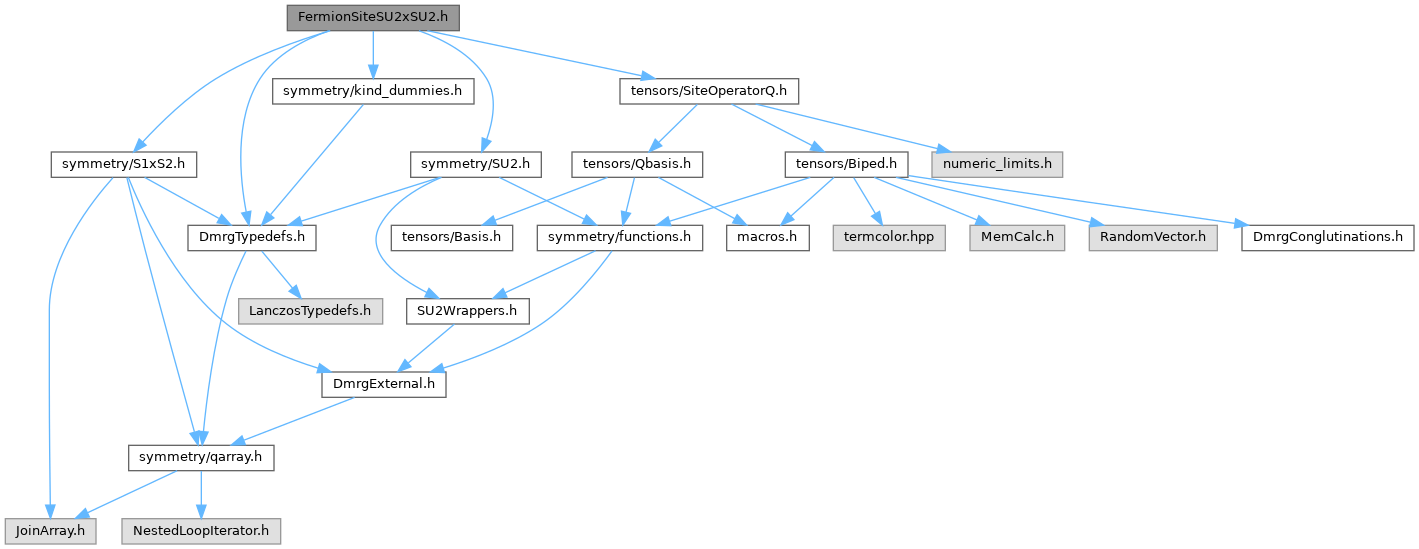 FermionSiteSU2xSU2.h
symmetry/kind_dummies.h
tensors/SiteOperatorQ.h
symmetry/S1xS2.h
symmetry/SU2.h
tensors/Qbasis.h
tensors/Biped.h
numeric_limits.h
DmrgTypedefs.h
tensors/Basis.h
symmetry/functions.h
macros.h
termcolor.hpp
MemCalc.h
RandomVector.h
DmrgConglutinations.h
LanczosTypedefs.h
SU2Wrappers.h
DmrgExternal.h
symmetry/qarray.h
JoinArray.h
NestedLoopIterator.h